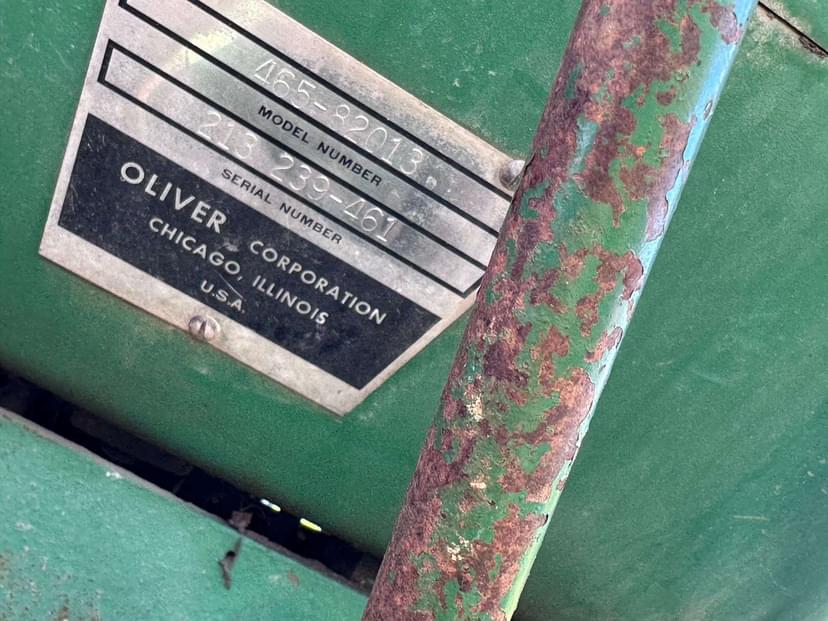 465-82013
MODEL NUMBER
213 239-461
SERIAL NUMBER
OLIVER CORPORATION
CHICAGO, ILLINOIS
U.S.A.